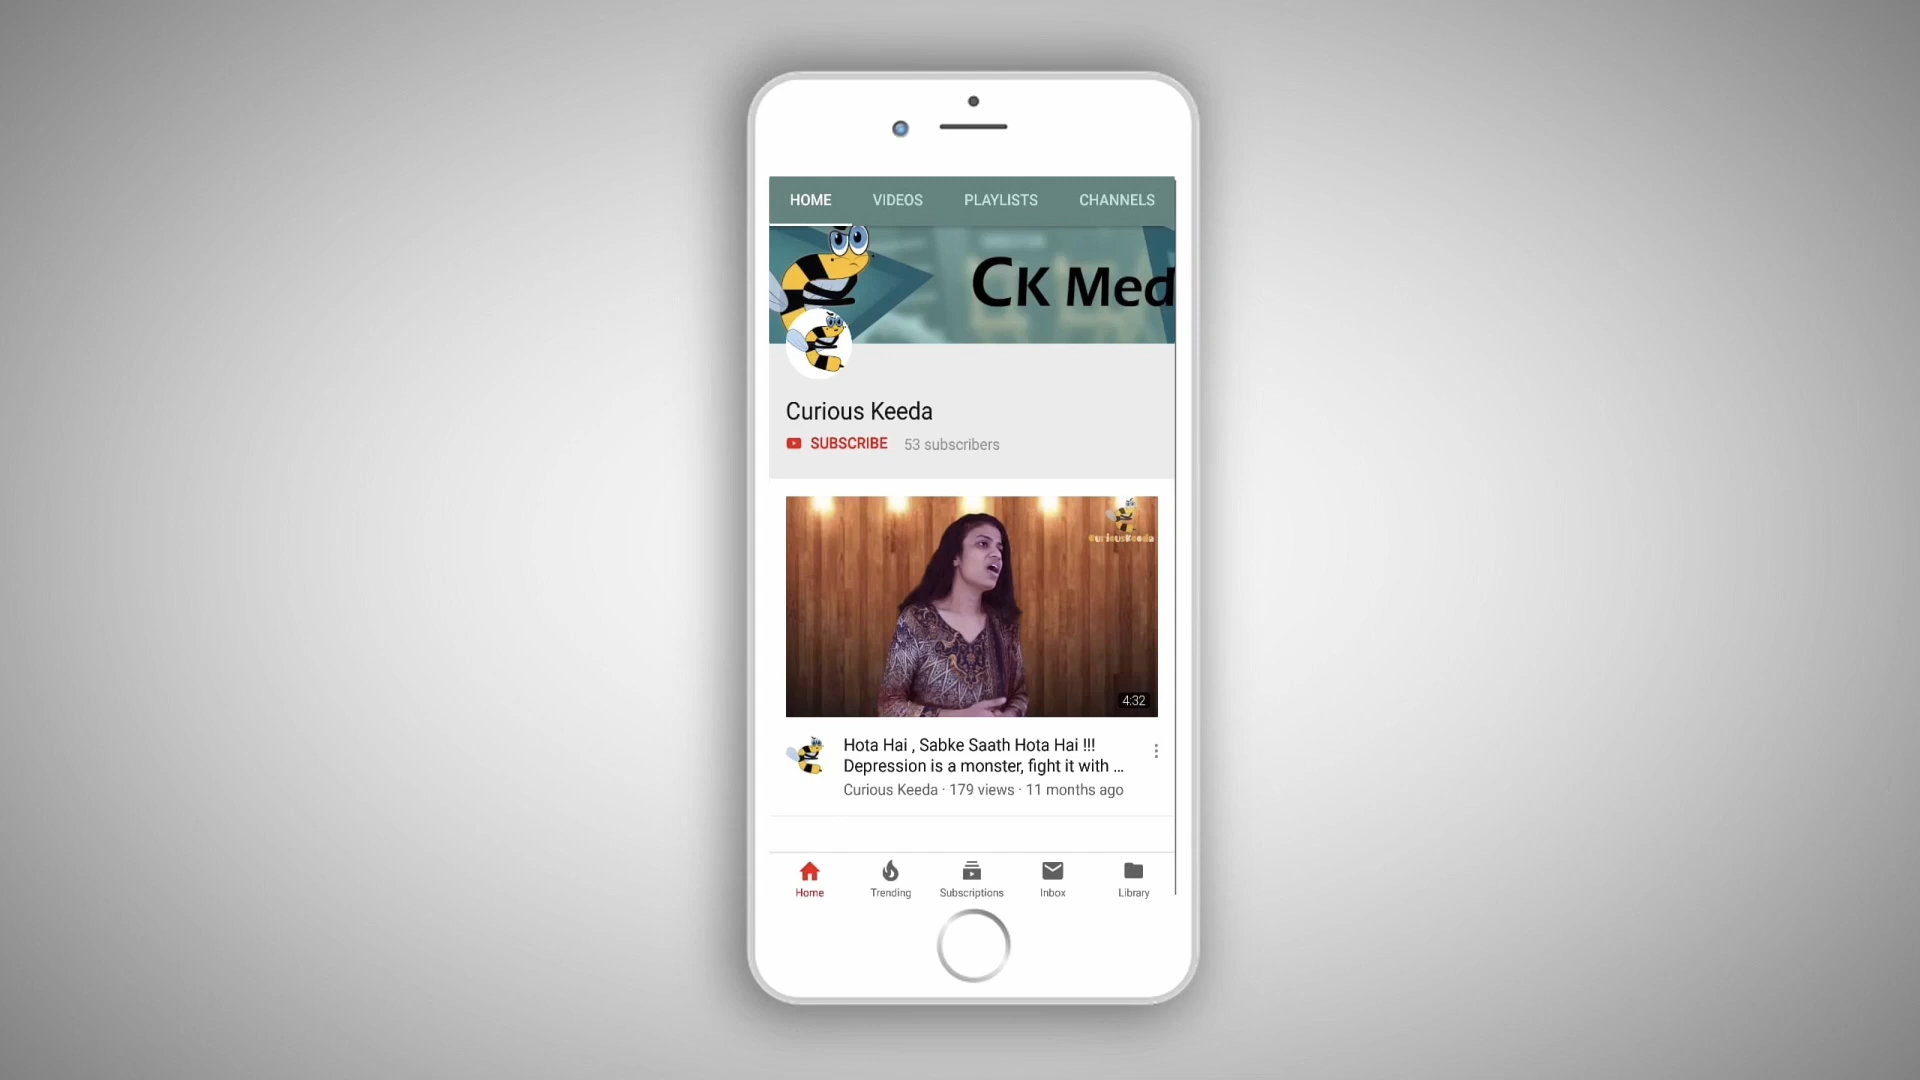 HOME VIDEOS PLAYLISTS CHANNELS
CK Med
Curious Keeda
SUBSCRIBE 53 subscribers
CuriousKeeda
4:32
Hota Hai , Sabke Saath Hota Hai !!!
Depression is a monster, fight it with ...
Curious Keeda · 179 views · 11 months ago
Home Trending Subscriptions Inbox Library